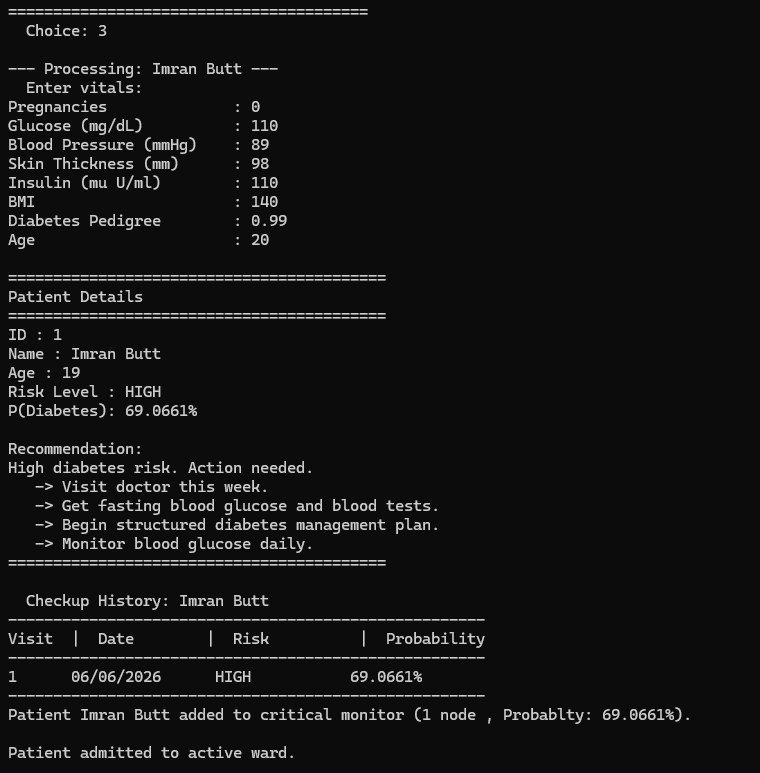 ========================================
  Choice: 3
--- Processing: Imran Butt ---
  Enter vitals:
Pregnancies              : 0
Glucose (mg/dL)          : 110
Blood Pressure (mmHg)    : 89
Skin Thickness (mm)      : 98
Insulin (mu U/ml)        : 110
BMI                      : 140
Diabetes Pedigree        : 0.99
Age                      : 20
==========================================
Patient Details
==========================================
ID : 1
Name : Imran Butt
Age : 19
Risk Level : HIGH
P(Diabetes): 69.0661%
Recommendation:
High diabetes risk. Action needed.
   -> Visit doctor this week.
   -> Get fasting blood glucose and blood tests.
   -> Begin structured diabetes management plan.
   -> Monitor blood glucose daily.
==========================================
  Checkup History: Imran Butt
-----------------------------------------------------
Visit  |  Date        |  Risk          |  Probability
-----------------------------------------------------
1      06/06/2026      HIGH           69.0661%
-----------------------------------------------------
Patient Imran Butt added to critical monitor (1 node , Probablty: 69.0661%).
Patient admitted to active ward.